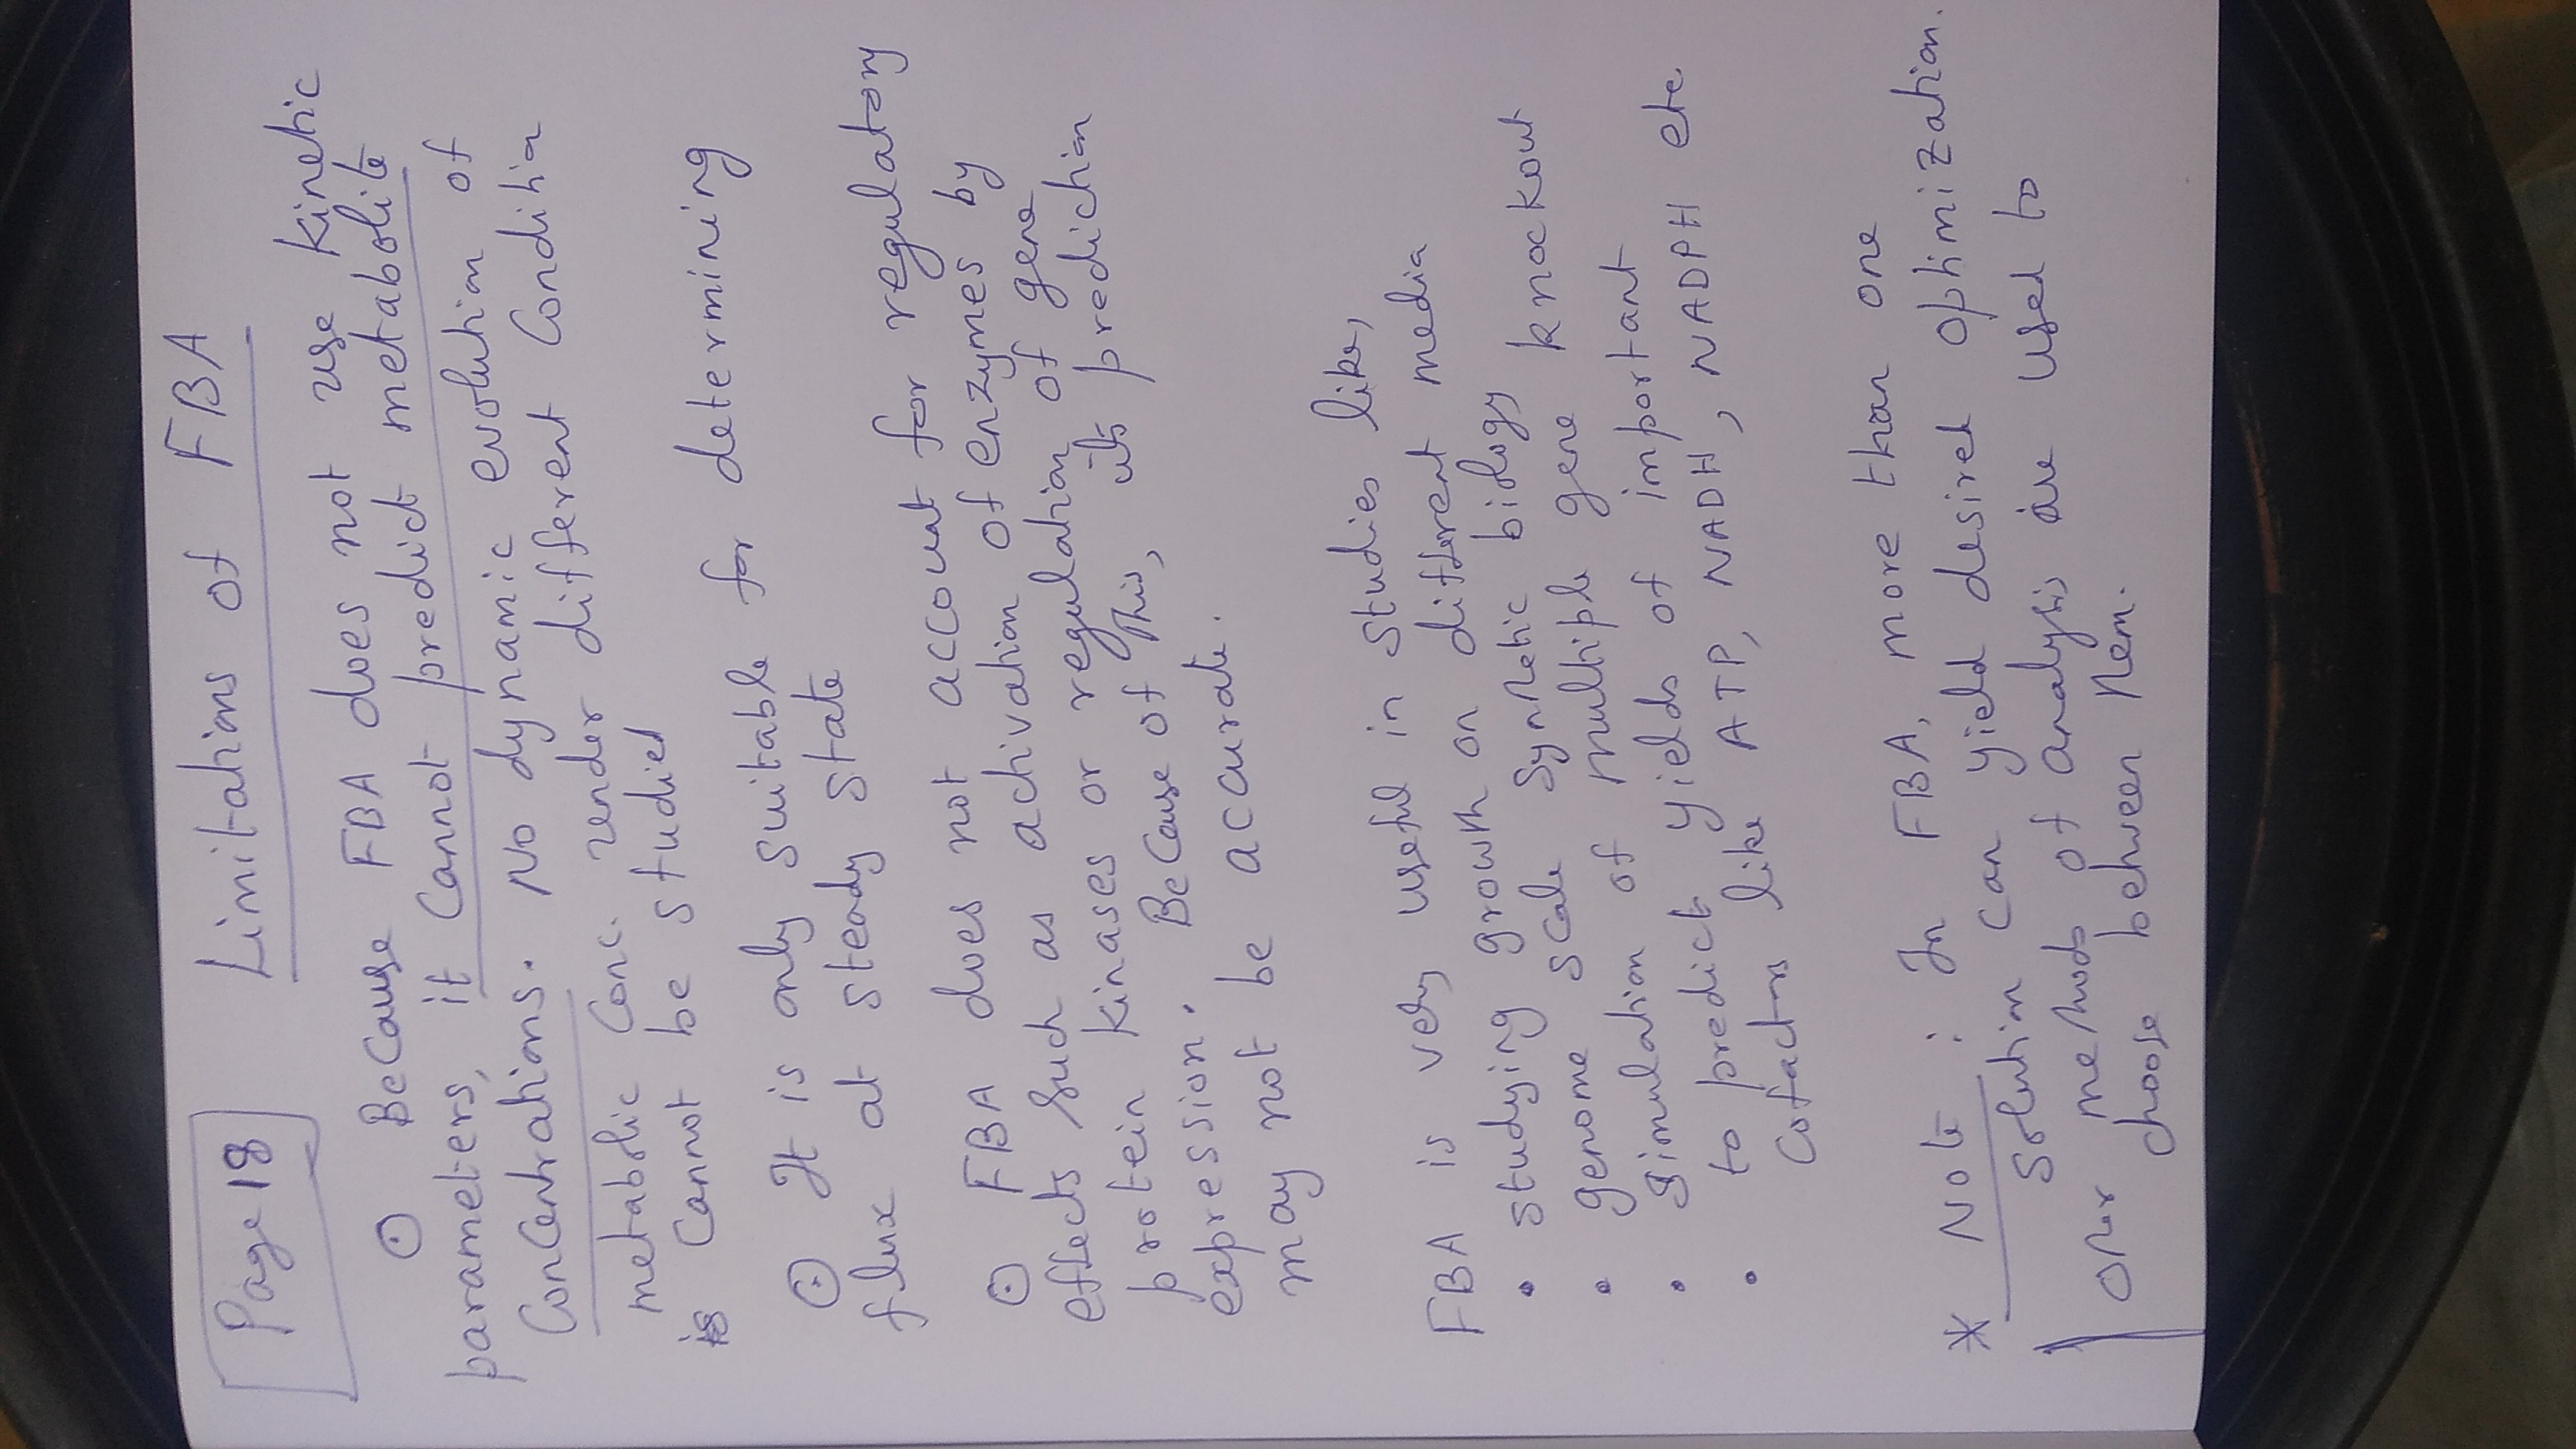 Page 18
Limitations of FBA
Because FBA does not use kinetic
parameters, it cannot predict metabolite
concentrations. No dynamic evolution of
metabolic conc. under different condition
cannot be studied
It is only suitable for determining
flux at steady state
FBA does not account for regulatory
effects such as activation of enzymes by
protein kinases or regulation of gene
expression. Because of this, its prediction
may not be accurate.
FBA is very useful in studies like,
• studying growth on different media
• genome scale synthetic biology
• simulation of multiple gene knockout
• to predict yields of important
cofactors like ATP, NADH, NADPH etc
* Note : In FBA, more than one
solution can yield desired optimization.
Other methods of analysis are used to
choose between them.